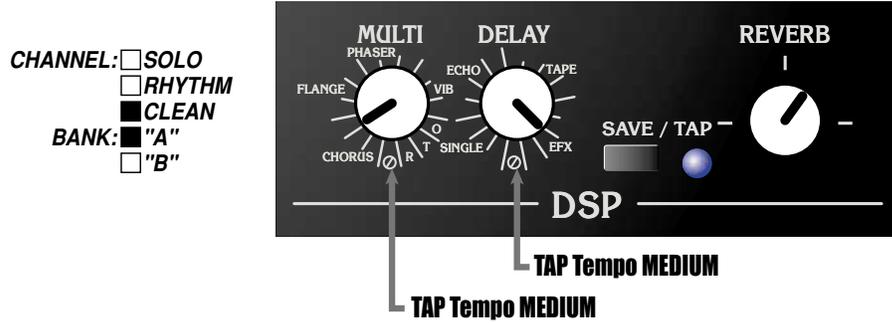 CHANNEL: SOLO
RHYTHM
CLEAN
BANK: "A"
"B"
MULTI
PHASER
FLANGE
VIB
CHORUS
R
T
O
DELAY
ECHO
TAPE
SINGLE
EFX
REVERB
SAVE / TAP
DSP
TAP Tempo MEDIUM
TAP Tempo MEDIUM